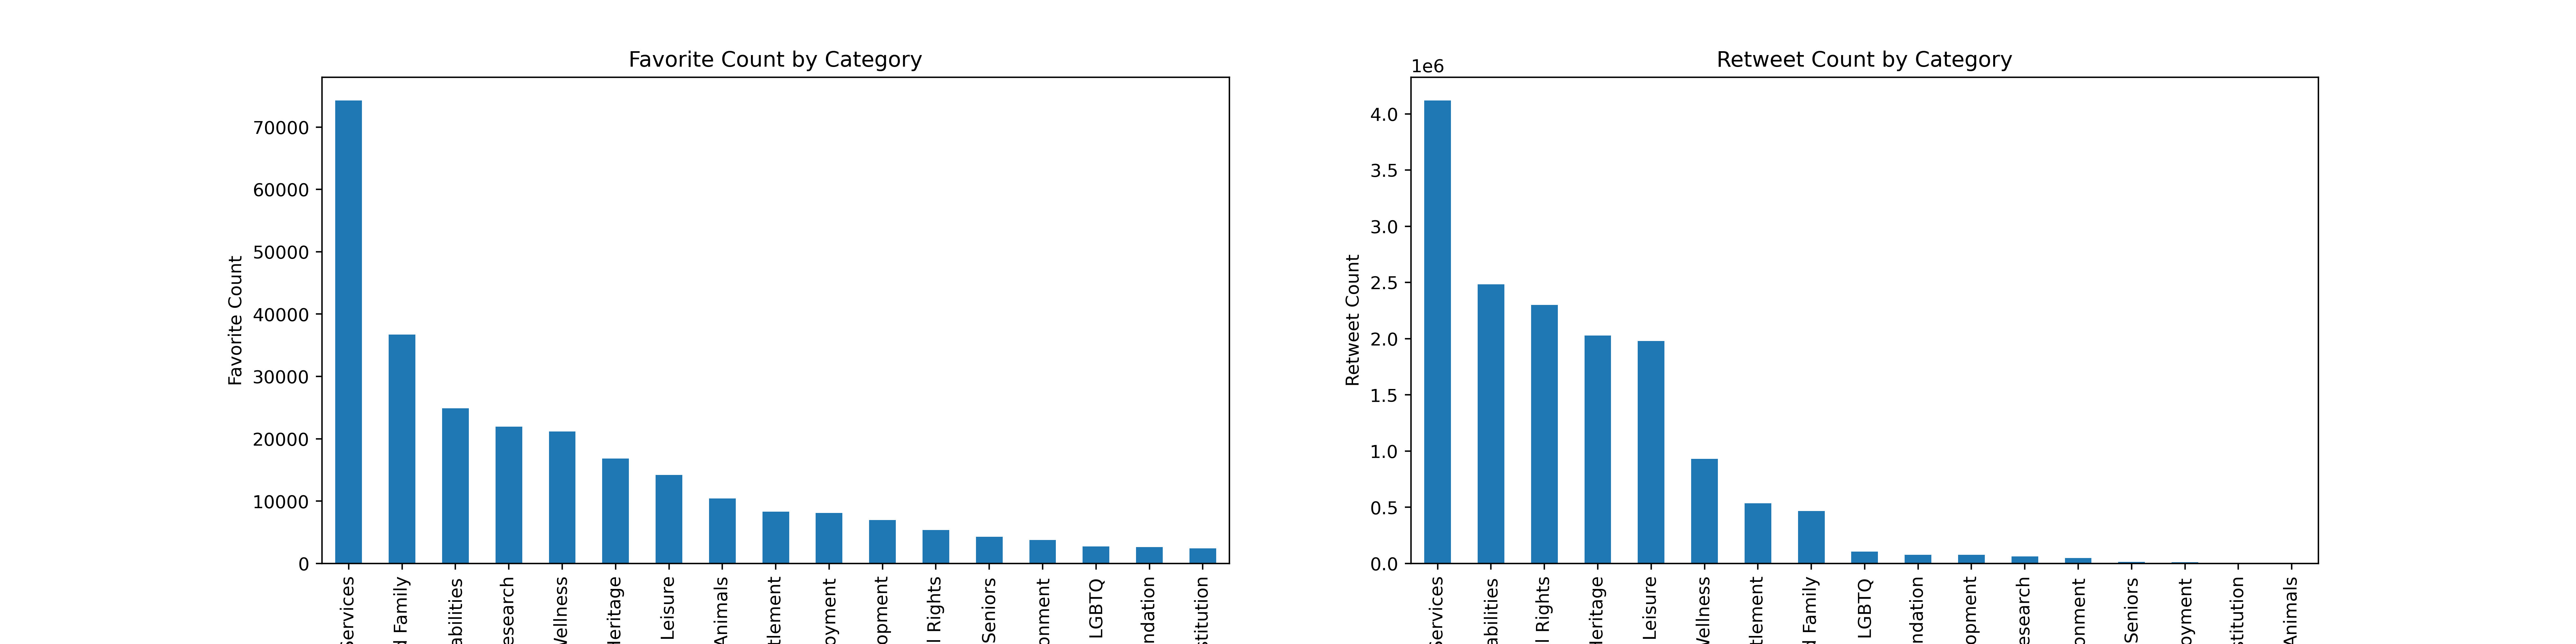 Favorite Count by Category
Favorite Count
70000
60000
50000
40000
30000
20000
10000
0
Services
d Family
abilities
esearch
Wellness
Heritage
Leisure
Animals
tlement
oyment
opment
l Rights
Seniors
onment
LGBTQ
ndation
stitution
Retweet Count by Category
1e6
Retweet Count
4.0
3.5
3.0
2.5
2.0
1.5
1.0
0.5
0.0
Services
abilities
l Rights
Heritage
Leisure
Wellness
tlement
d Family
LGBTQ
ndation
opment
esearch
onment
Seniors
oyment
titution
Animals